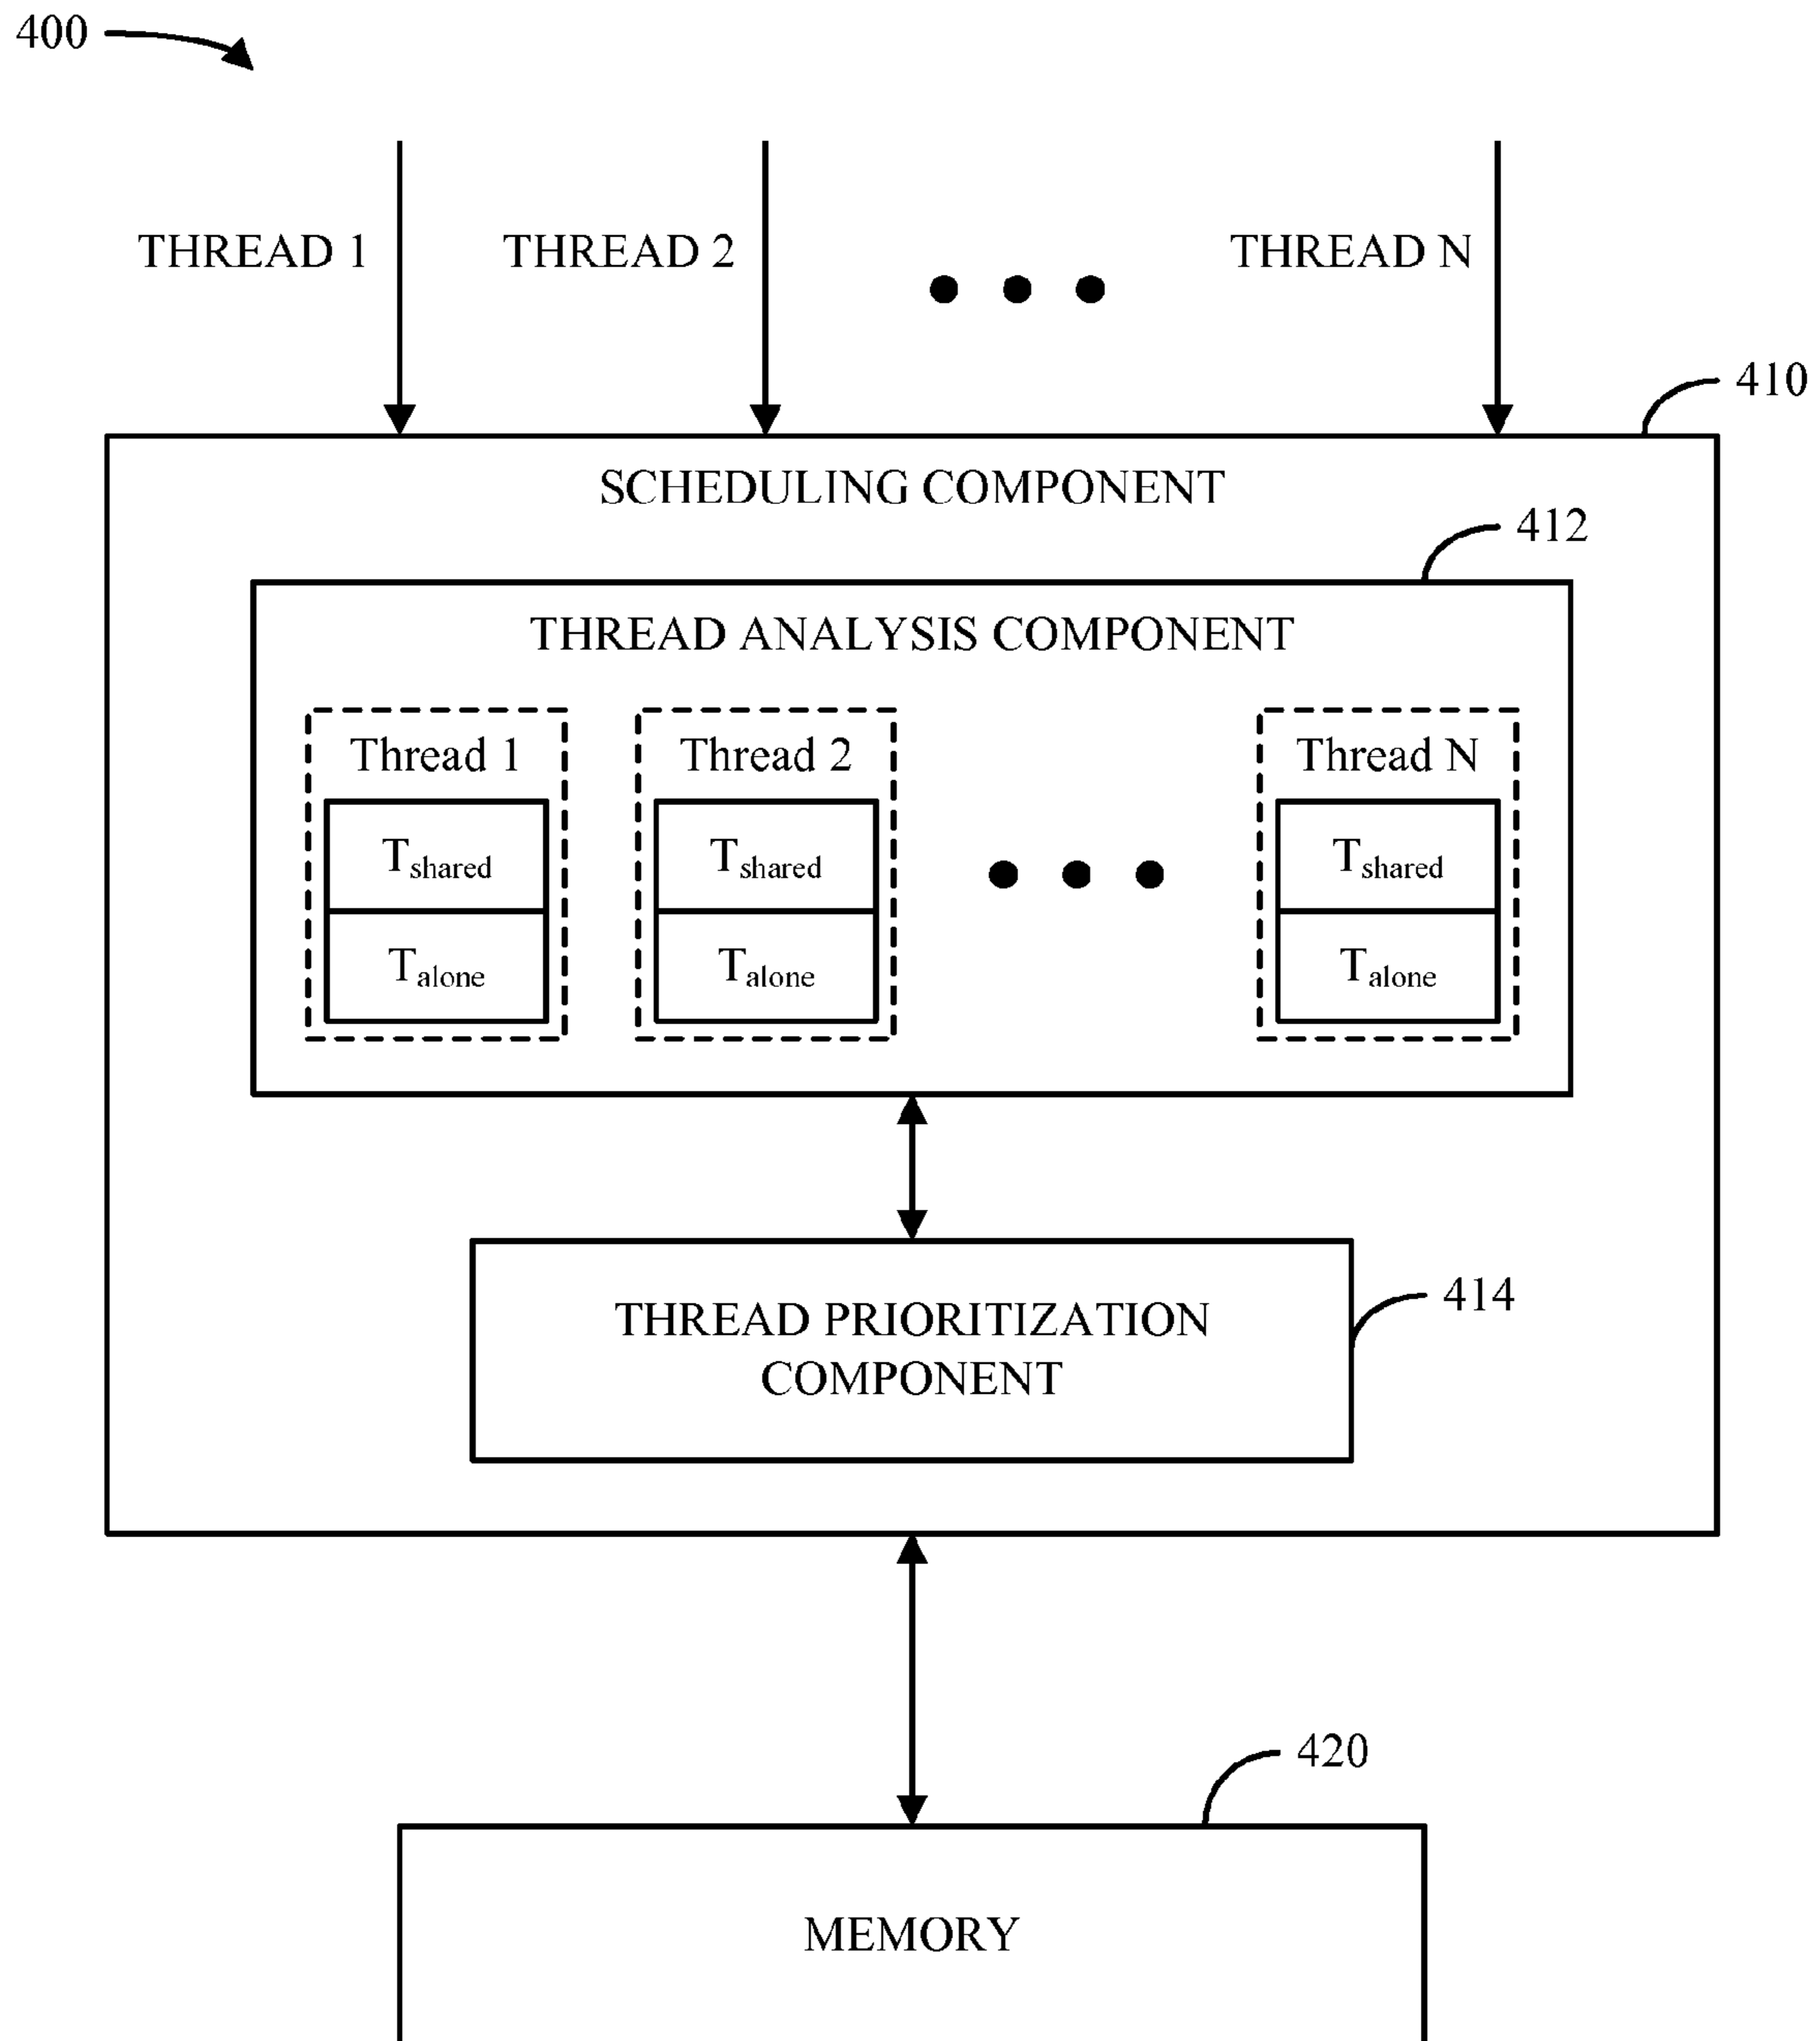 400
THREAD 1 THREAD 2 THREAD N
410
SCHEDULING COMPONENT
412
THREAD ANALYSIS COMPONENT
Thread 1 Thread 2 Thread N
Tshared Tshared Tshared
Talone Talone Talone
THREAD PRIORITIZATION
COMPONENT
414
420
MEMORY